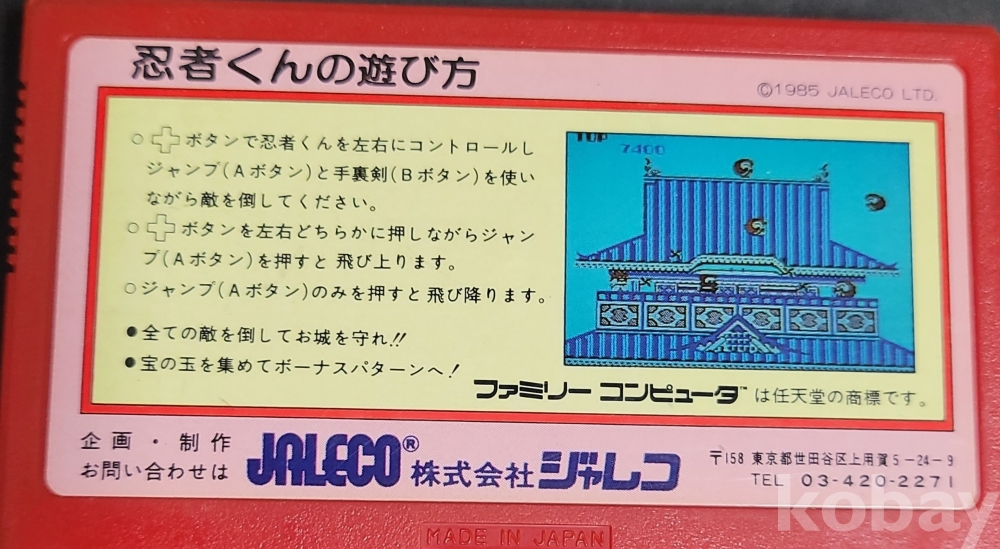 忍者くんの遊び方
©1985 JALECO LTD.
○ ✚ボタンで忍者くんを左右にコントロールし
ジャンプ(Aボタン)と手裏剣(Bボタン)を使い
ながら敵を倒してください。
○ ✚ボタンを左右どちらかに押しながらジャン
プ(Aボタン)を押すと 飛び上ります。
○ジャンプ(Aボタン)のみを押すと 飛び降ります。
●全ての敵を倒してお城を守れ!!
●宝の玉を集めてボーナスパターンへ!
TOP
7400
ファミリー コンピュータ™ は任天堂の商標です。
企画・制作
お問い合わせは
JALECO® 株式会社ジャレコ
〒158 東京都世田谷区上用賀5-24-9
TEL 03-420-2271
MADE IN JAPAN
kobay